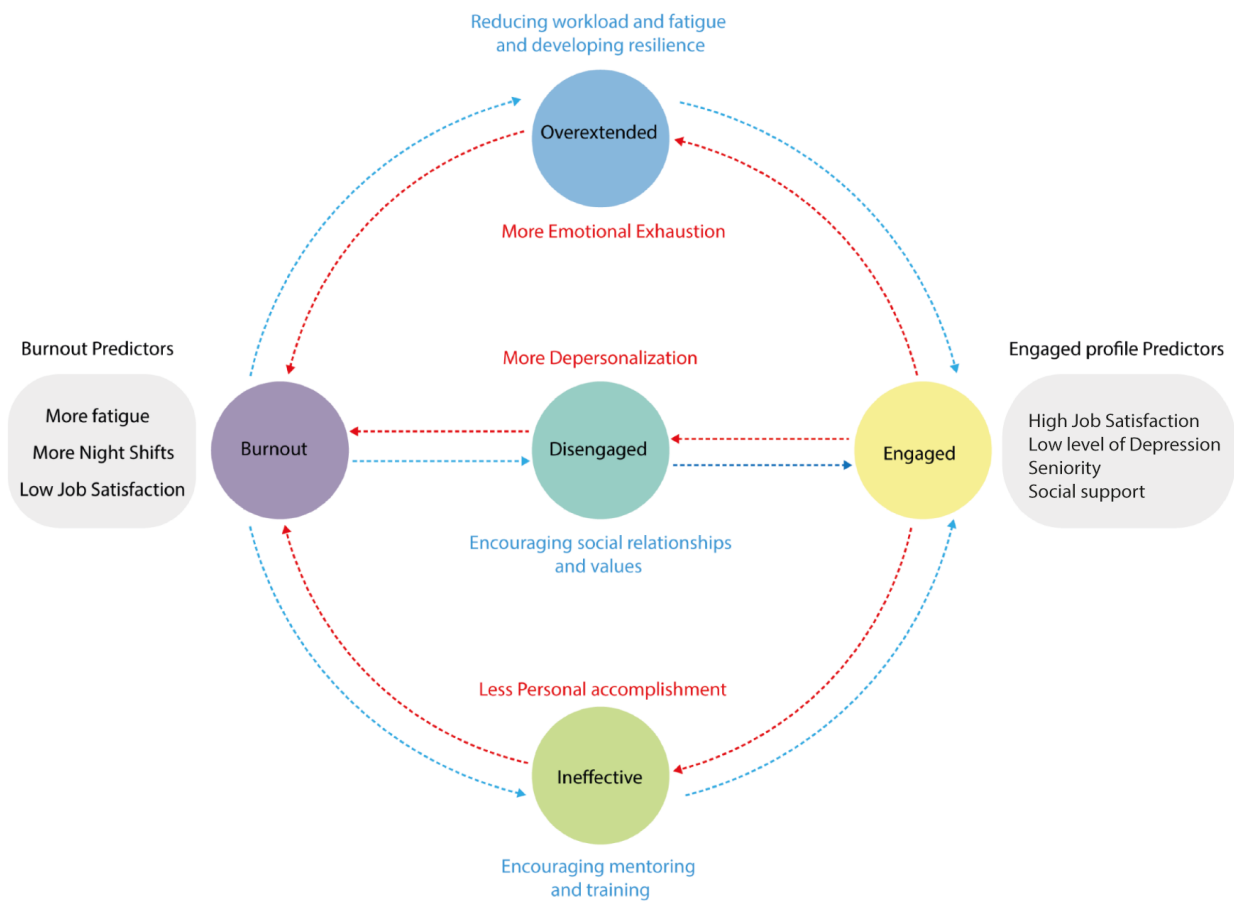 Reducing workload and fatigue
and developing resilience
Overextended
More Emotional Exhaustion
Burnout Predictors
More fatigue
More Night Shifts
Low Job Satisfaction
Burnout
More Depersonalization
Disengaged
Encouraging social relationships
and values
Engaged
Engaged profile Predictors
High Job Satisfaction
Low level of Depression
Seniority
Social support
Less Personal accomplishment
Ineffective
Encouraging mentoring
and training